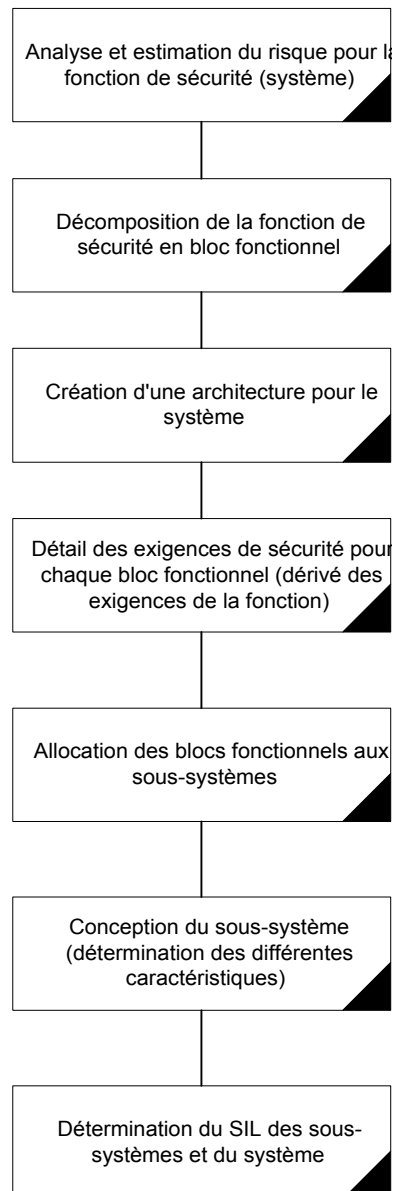 Analyse et estimation du risque pour la
fonction de sécurité (système)
Décomposition de la fonction de
sécurité en bloc fonctionnel
Création d'une architecture pour le
système
Détail des exigences de sécurité pour
chaque bloc fonctionnel (dérivé des
exigences de la fonction)
Allocation des blocs fonctionnels aux
sous-systèmes
Conception du sous-système
(détermination des différentes
caractéristiques)
Détermination du SIL des sous-
systèmes et du système